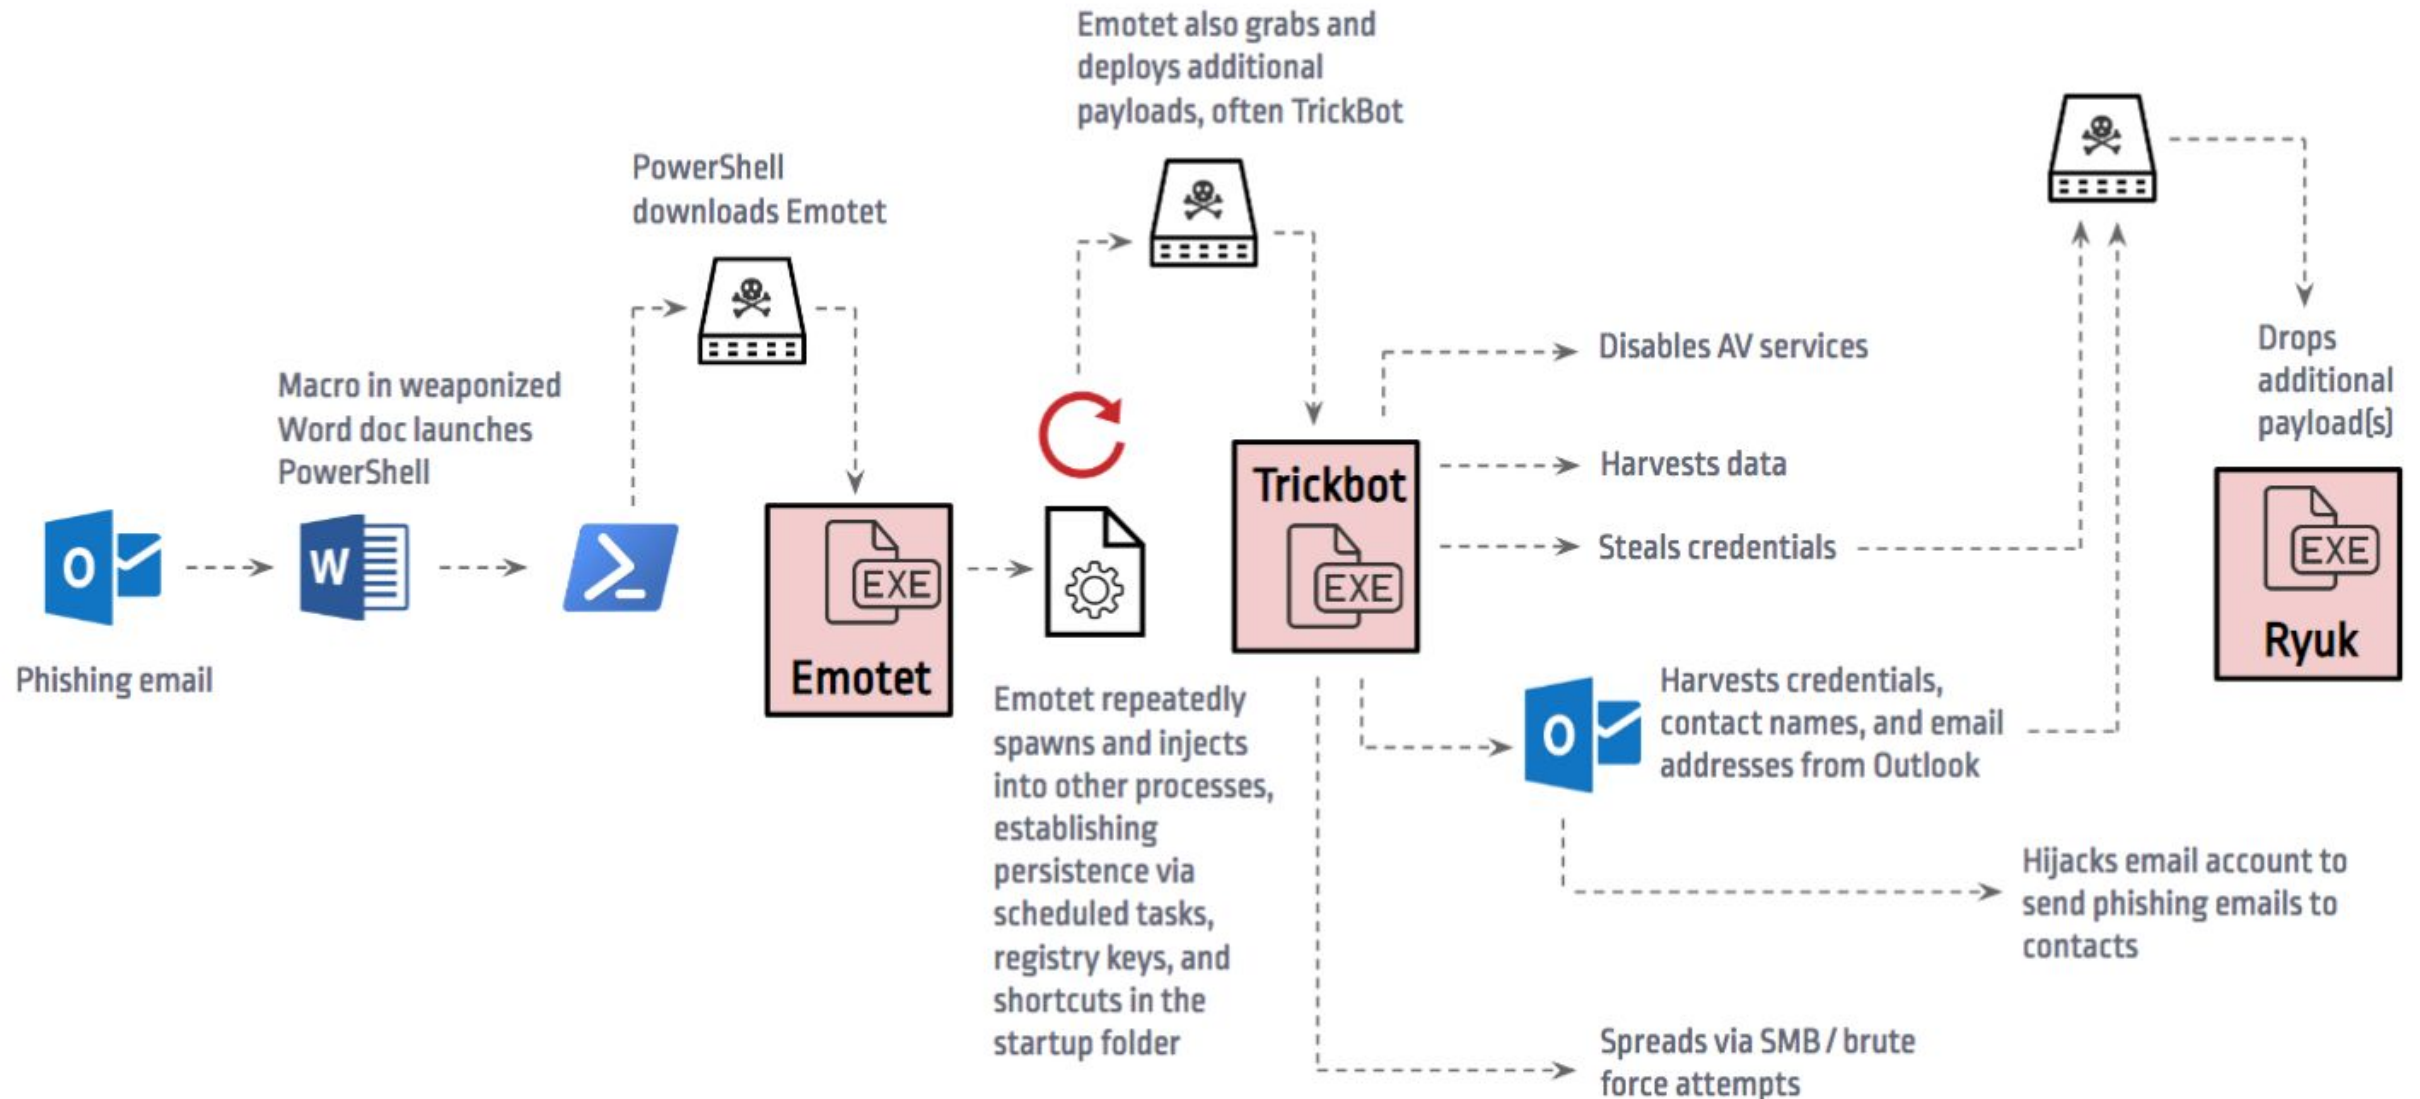 Emotet also grabs and
deploys additional
payloads, often TrickBot
PowerShell
downloads Emotet
Macro in weaponized
Word doc launches
PowerShell
O
W
Phishing email
EXE
Emotet
Emotet repeatedly
spawns and injects
into other processes,
establishing
persistence via
scheduled tasks,
registry keys, and
shortcuts in the
startup folder
Trickbot
EXE
Disables AV services
Harvests data
Steals credentials
O
Harvests credentials,
contact names, and email
addresses from Outlook
Hijacks email account to
send phishing emails to
contacts
Spreads via SMB / brute
force attempts
Drops
additional
payload(s)
EXE
Ryuk